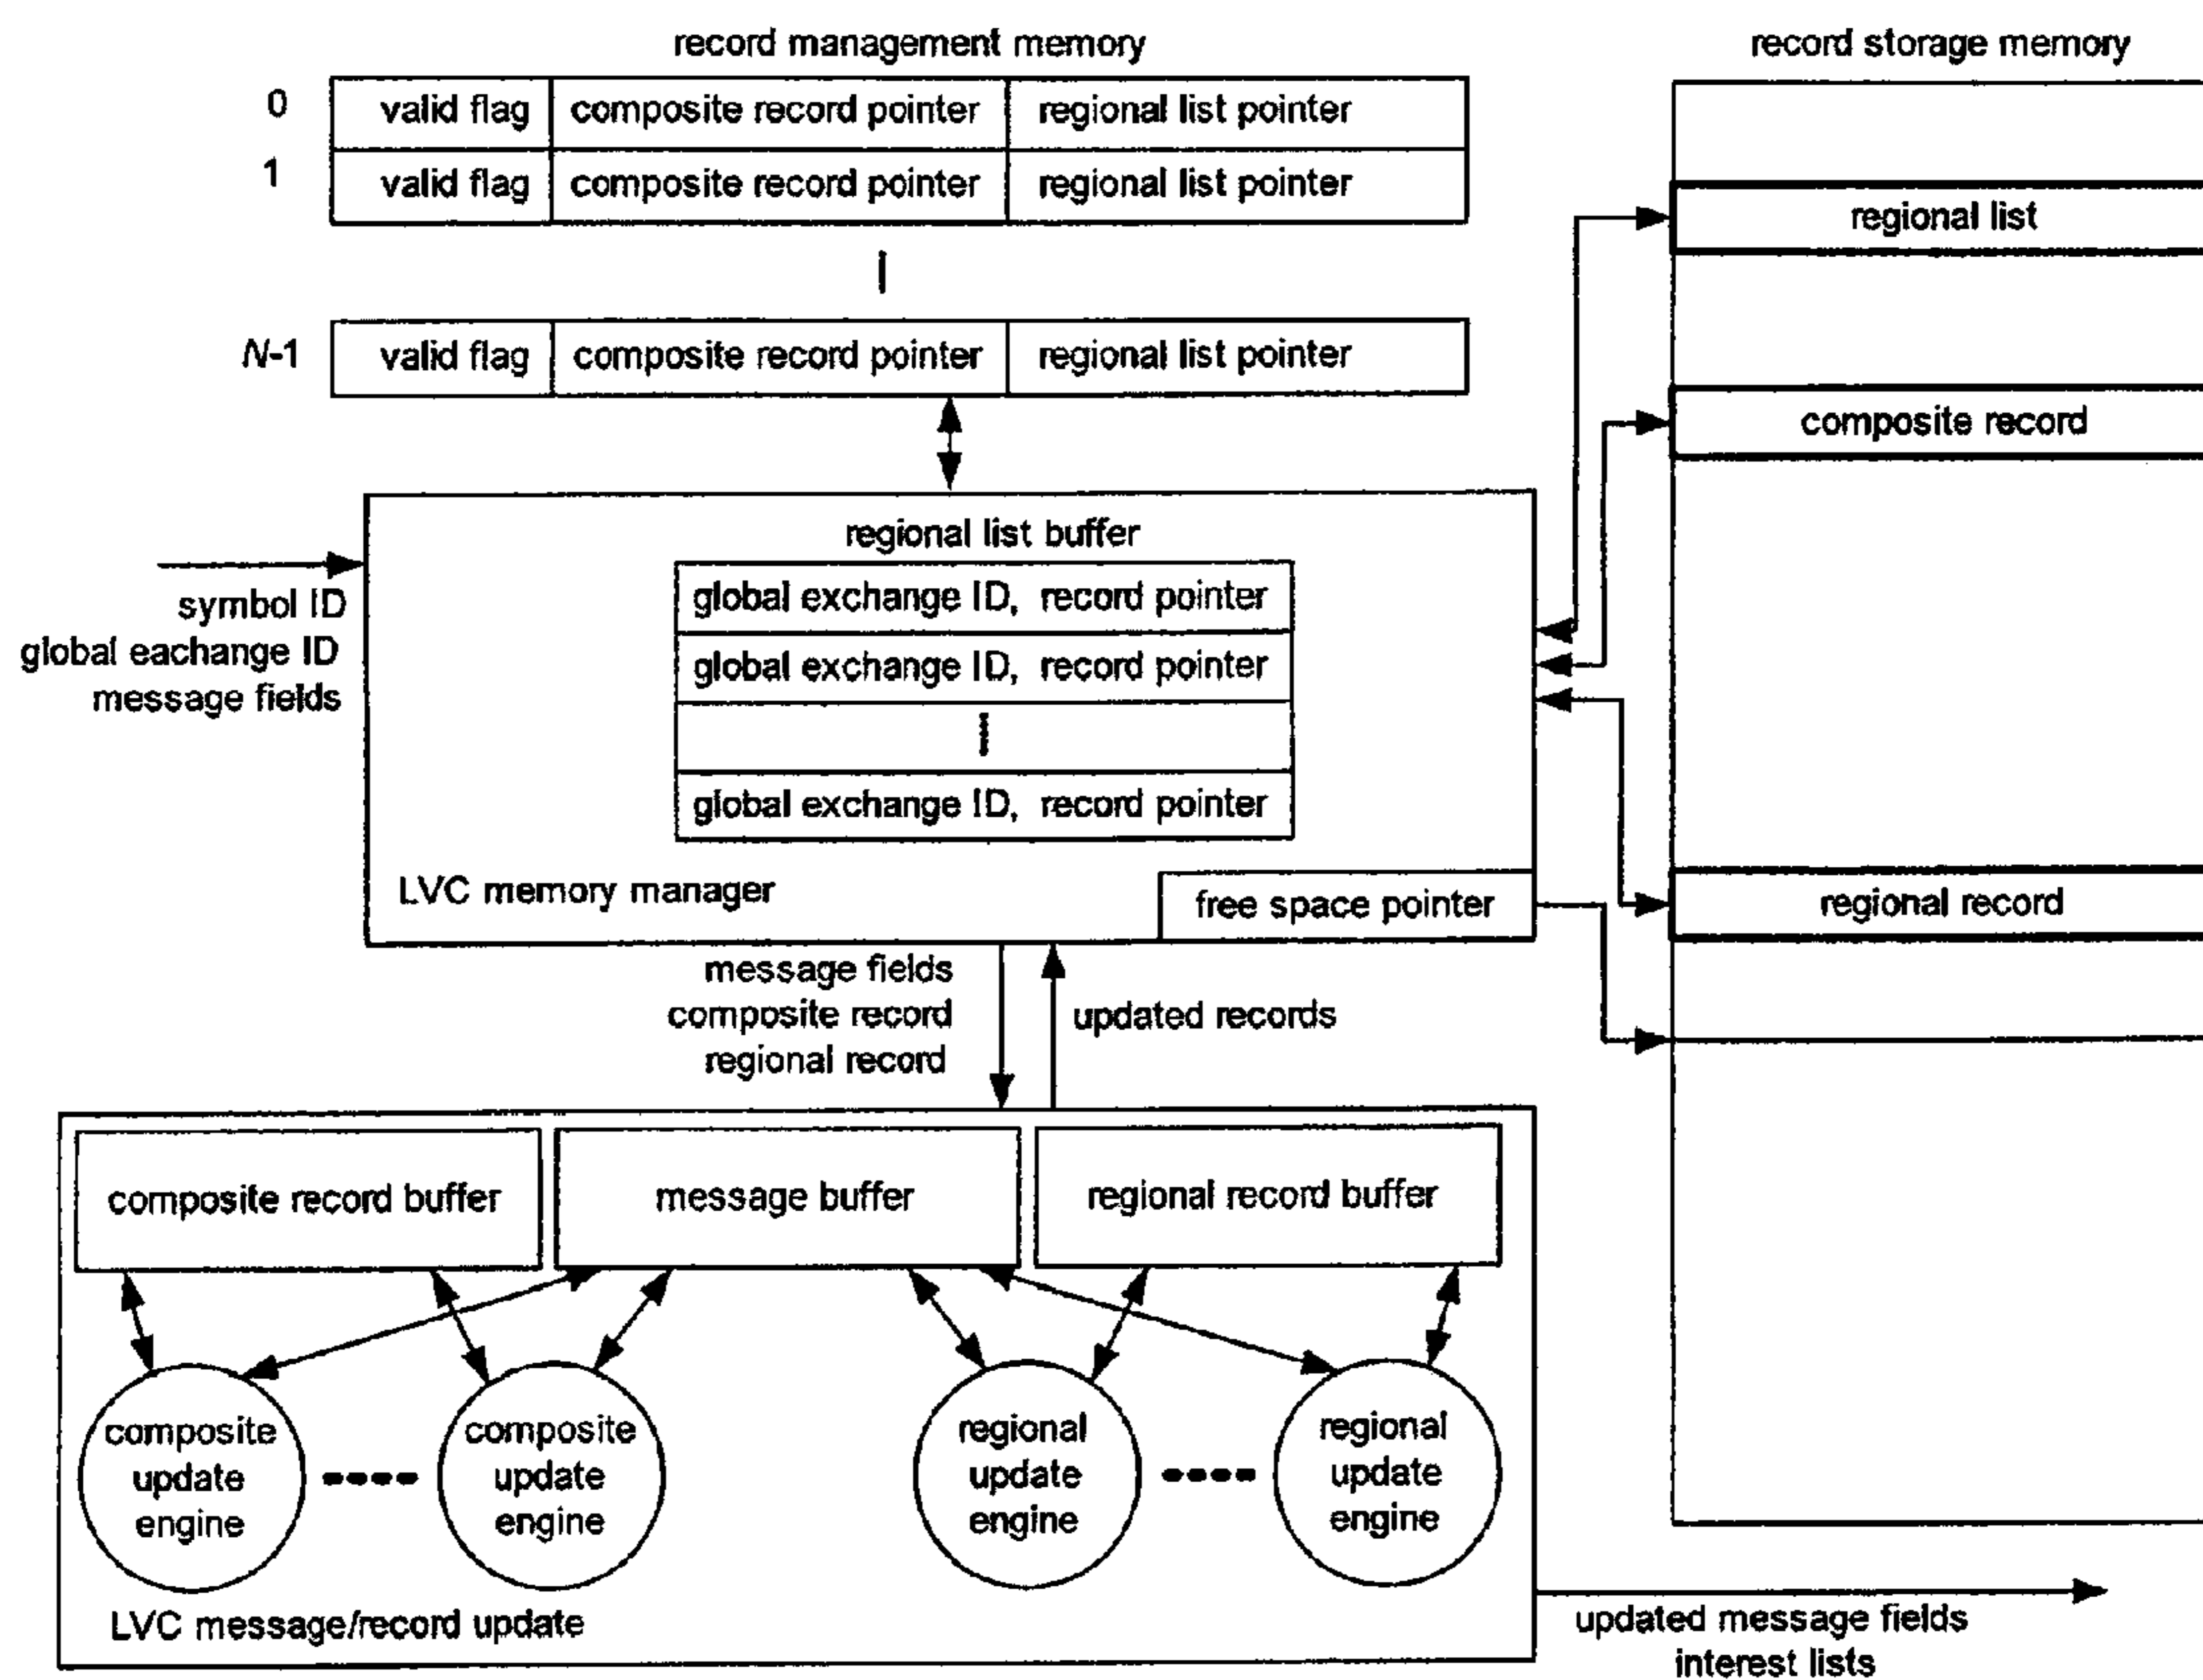 record management memory
record storage memory
0
valid flag
composite record pointer
regional list pointer
1
valid flag
composite record pointer
regional list pointer
N-1
valid flag
composite record pointer
regional list pointer
regional list
composite record
regional record
symbol ID
global eachange ID
message fields
regional list buffer
global exchange ID, record pointer
global exchange ID, record pointer
global exchange ID, record pointer
LVC memory manager
free space pointer
message fields
composite record
regional record
updated records
composite record buffer
message buffer
regional record buffer
composite
update
engine
composite
update
engine
regional
update
engine
regional
update
engine
LVC message/record update
updated message fields
interest lists